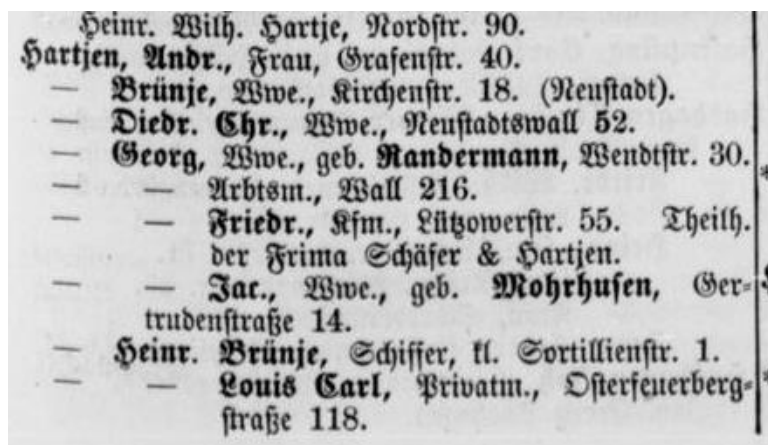 Heinr. Wilh. Hartje, Nordstr. 90.
Hartjen, Andr., Frau, Grafenstr. 40.
— Brünje, Wwe., Kirchenstr. 18. (Neustadt).
— Diedr. Chr., Wwe., Neustadtswall 52.
— Georg, Wwe., geb. Randermann, Wendtstr. 30.
— — Arbtsm., Wall 216.
— — Friedr., Kfm., Lützowerstr. 55. Theilh.
der Frima Schäfer & Hartjen.
— — Jac., Wwe., geb. Mohrhusen, Ger-
trudenstraße 14.
— Heinr. Brünje, Schiffer, kl. Sortillienstr. 1.
— — Louis Carl, Privatm., Osterfeuerberg-
straße 118.